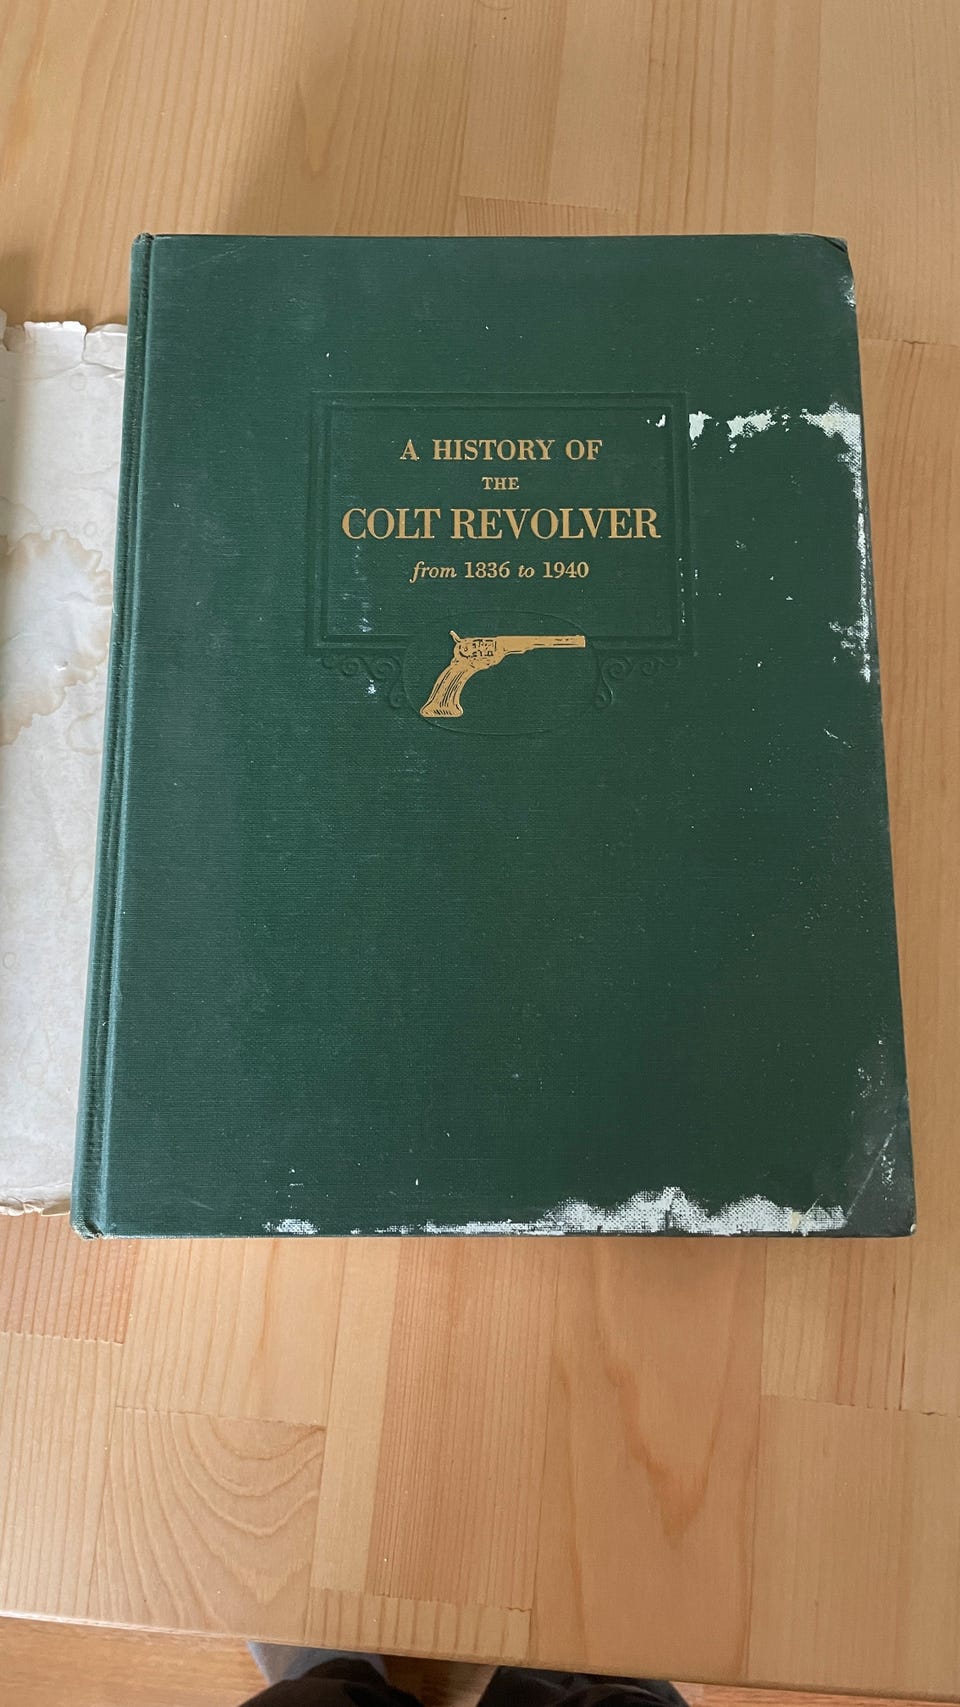 A HISTORY OF
THE
COLT REVOLVER
from 1836 to 1940